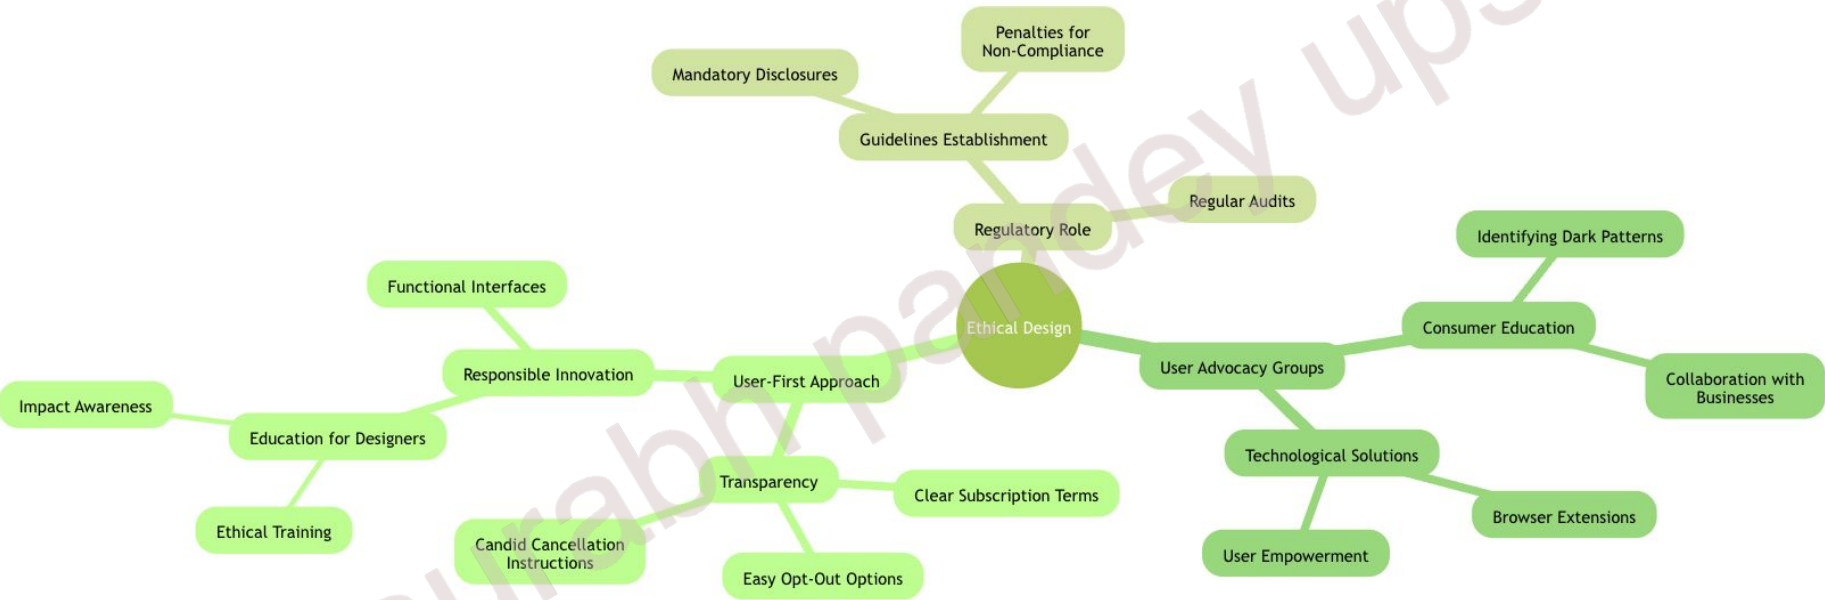 Penalties for
Non-Compliance
Mandatory Disclosures
Guidelines Establishment
Regular Audits
Regulatory Role
Identifying Dark Patterns
Functional Interfaces
Ethical Design
Consumer Education
User Advocacy Groups
Responsible Innovation
User-First Approach
Collaboration with
Businesses
Impact Awareness
Education for Designers
Technological Solutions
Transparency
Clear Subscription Terms
Browser Extensions
Ethical Training
Candid Cancellation
Instructions
User Empowerment
Easy Opt-Out Options
pandey